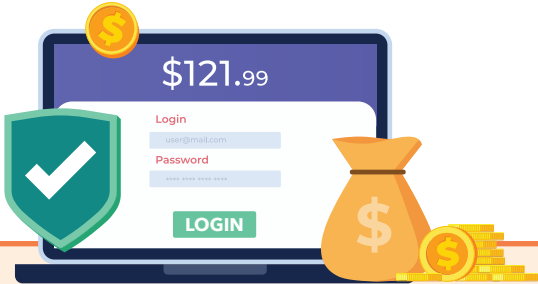 $
$121.99
Login
user@mail.com
Password
**** **** **** ****
LOGIN
$
$